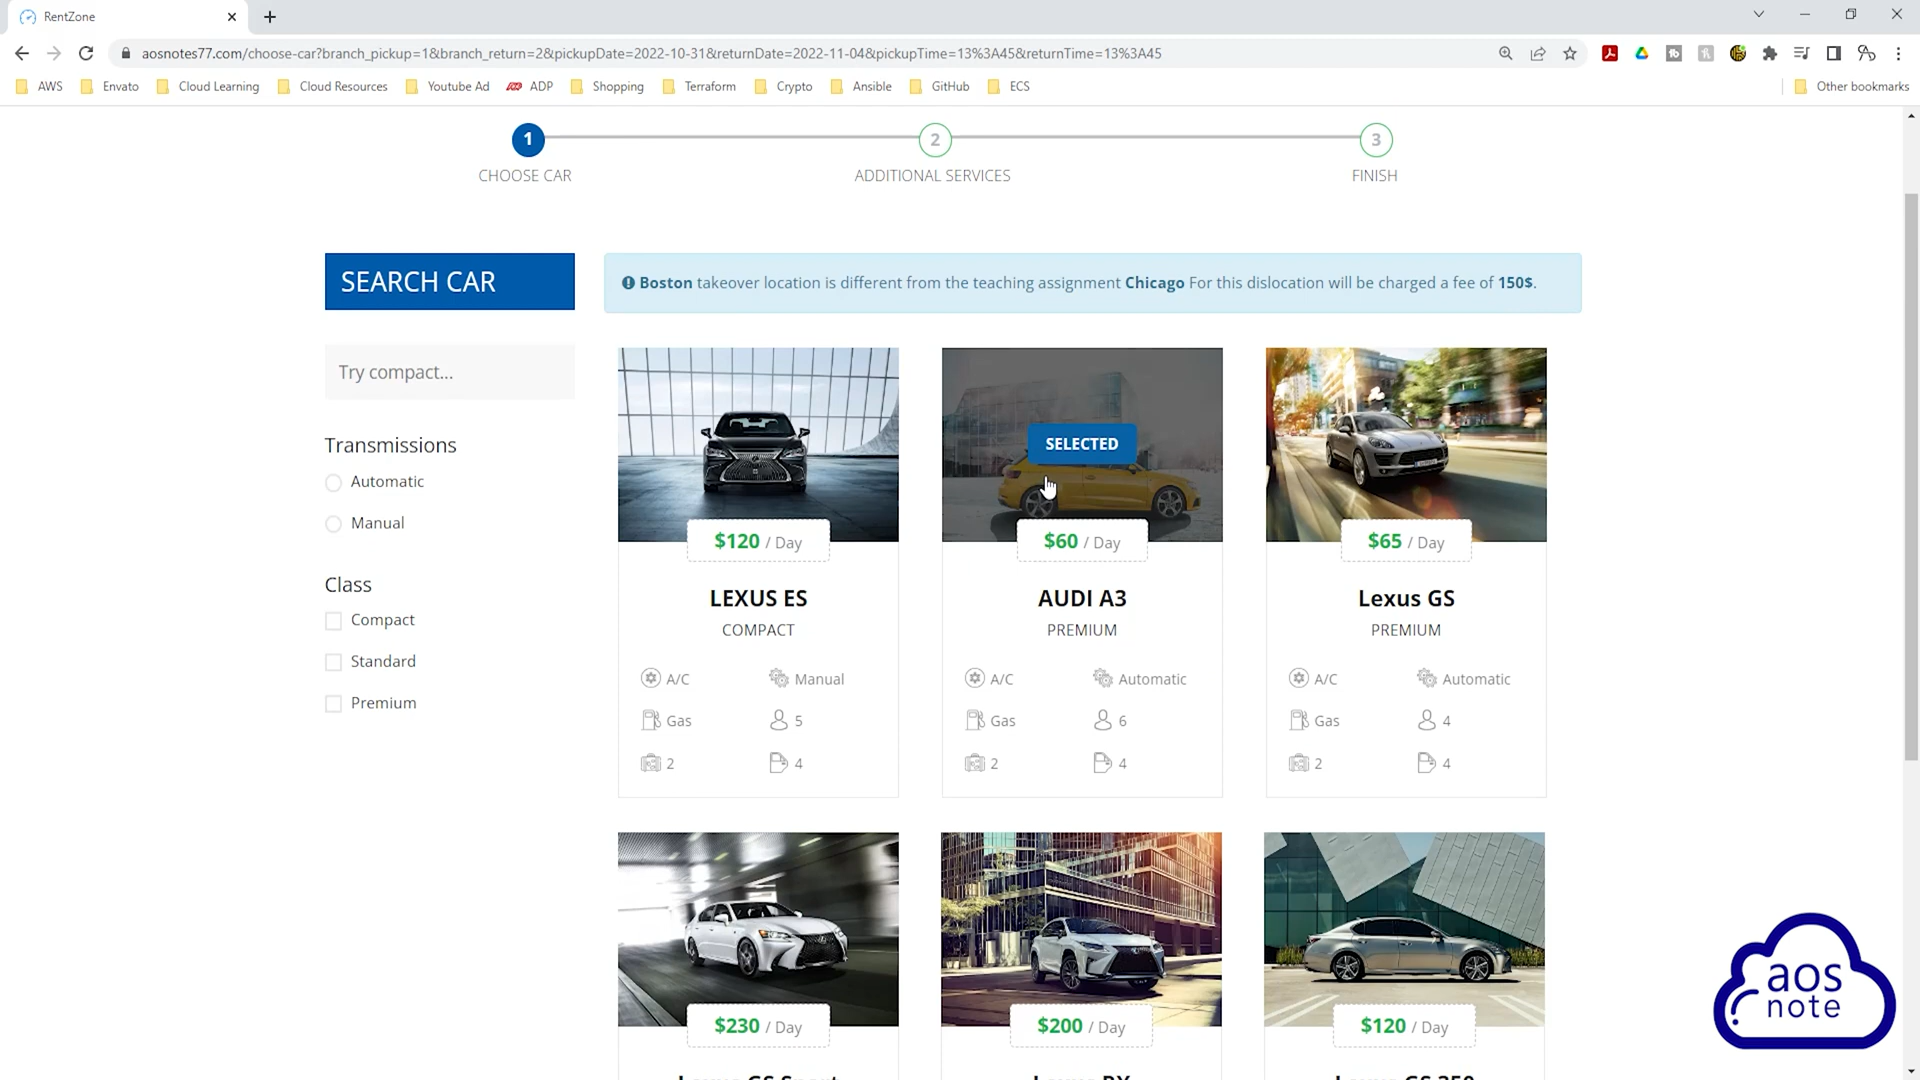 RentZone
aosnotes77.com/choose-car?branch_pickup=1&branch_return=2&pickupDate=2022-10-31&returnDate=2022-11-04&pickupTime=13%3A45&returnTime=13%3A45
AWS Envato Cloud Learning Cloud Resources Youtube Ad ADP Shopping Terraform Crypto Ansible GitHub ECS Other bookmarks
1 2 3
CHOOSE CAR ADDITIONAL SERVICES FINISH
SEARCH CAR
Boston takeover location is different from the teaching assignment Chicago For this dislocation will be charged a fee of 150$.
Try compact...
Transmissions
Automatic
Manual
Class
Compact
Standard
Premium
$120 / Day
LEXUS ES
COMPACT
A/C Manual
Gas 5
2 4
SELECTED
$60 / Day
AUDI A3
PREMIUM
A/C Automatic
Gas 6
2 4
$65 / Day
Lexus GS
PREMIUM
A/C Automatic
Gas 4
2 4
$230 / Day
$200 / Day
$120 / Day
aos
note